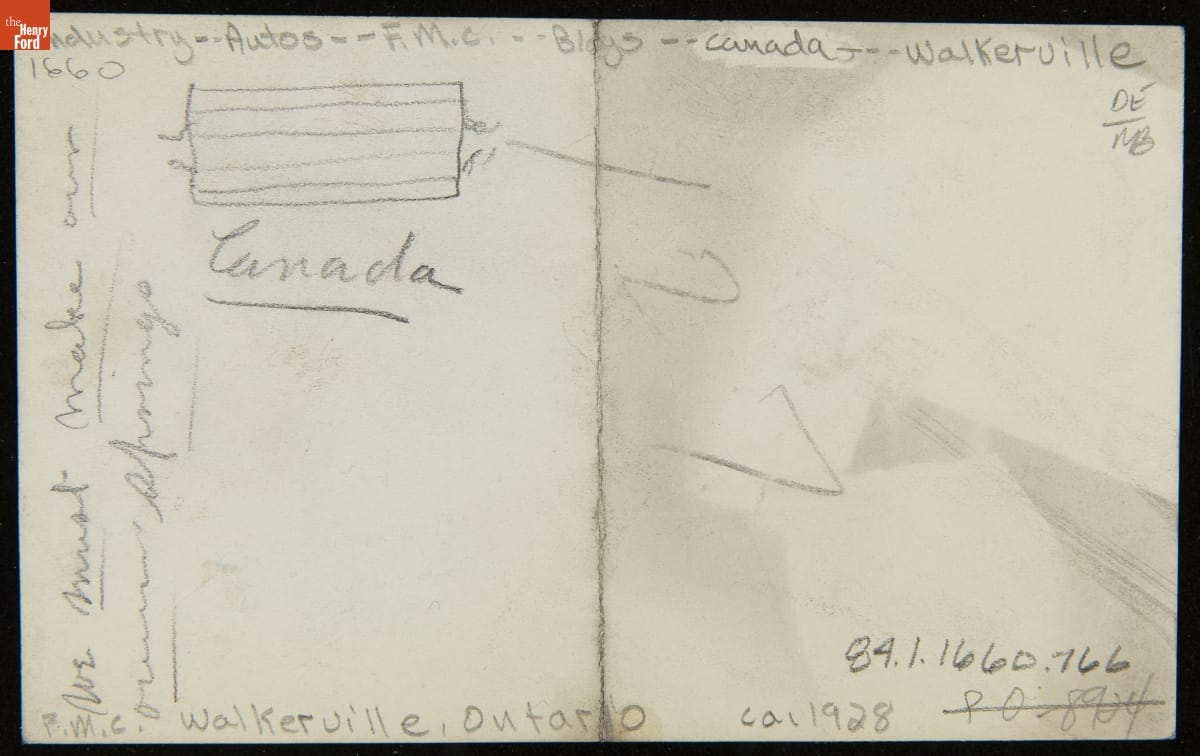 the
Henry
Ford
Industry--Autos--F.M.C.--Bldgs--Canada---Walkerville
1660
DE
MB
Canada
We must make our
own springs
84.1.1660.766
F.M.C. Walkerville, Ontario ca. 1928